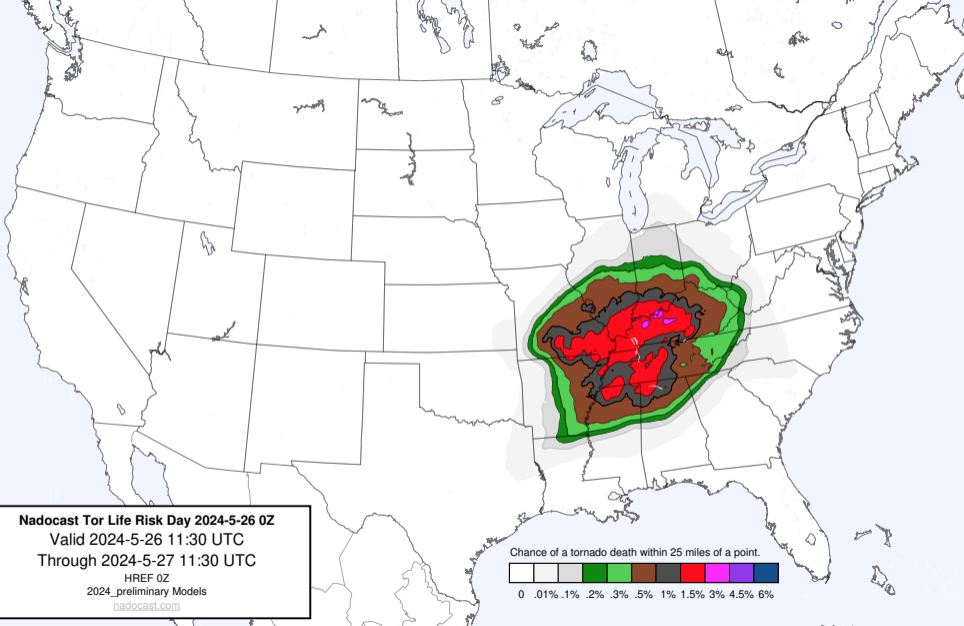 Nadocast Tor Life Risk Day 2024-5-26 0Z
Valid 2024-5-26 11:30 UTC
Through 2024-5-27 11:30 UTC
HREF 0Z
2024_preliminary Models
nadocast.com
Chance of a tornado death within 25 miles of a point.
0 .01% .1% .2% .3% .5% 1% 1.5% 3% 4.5% 6%